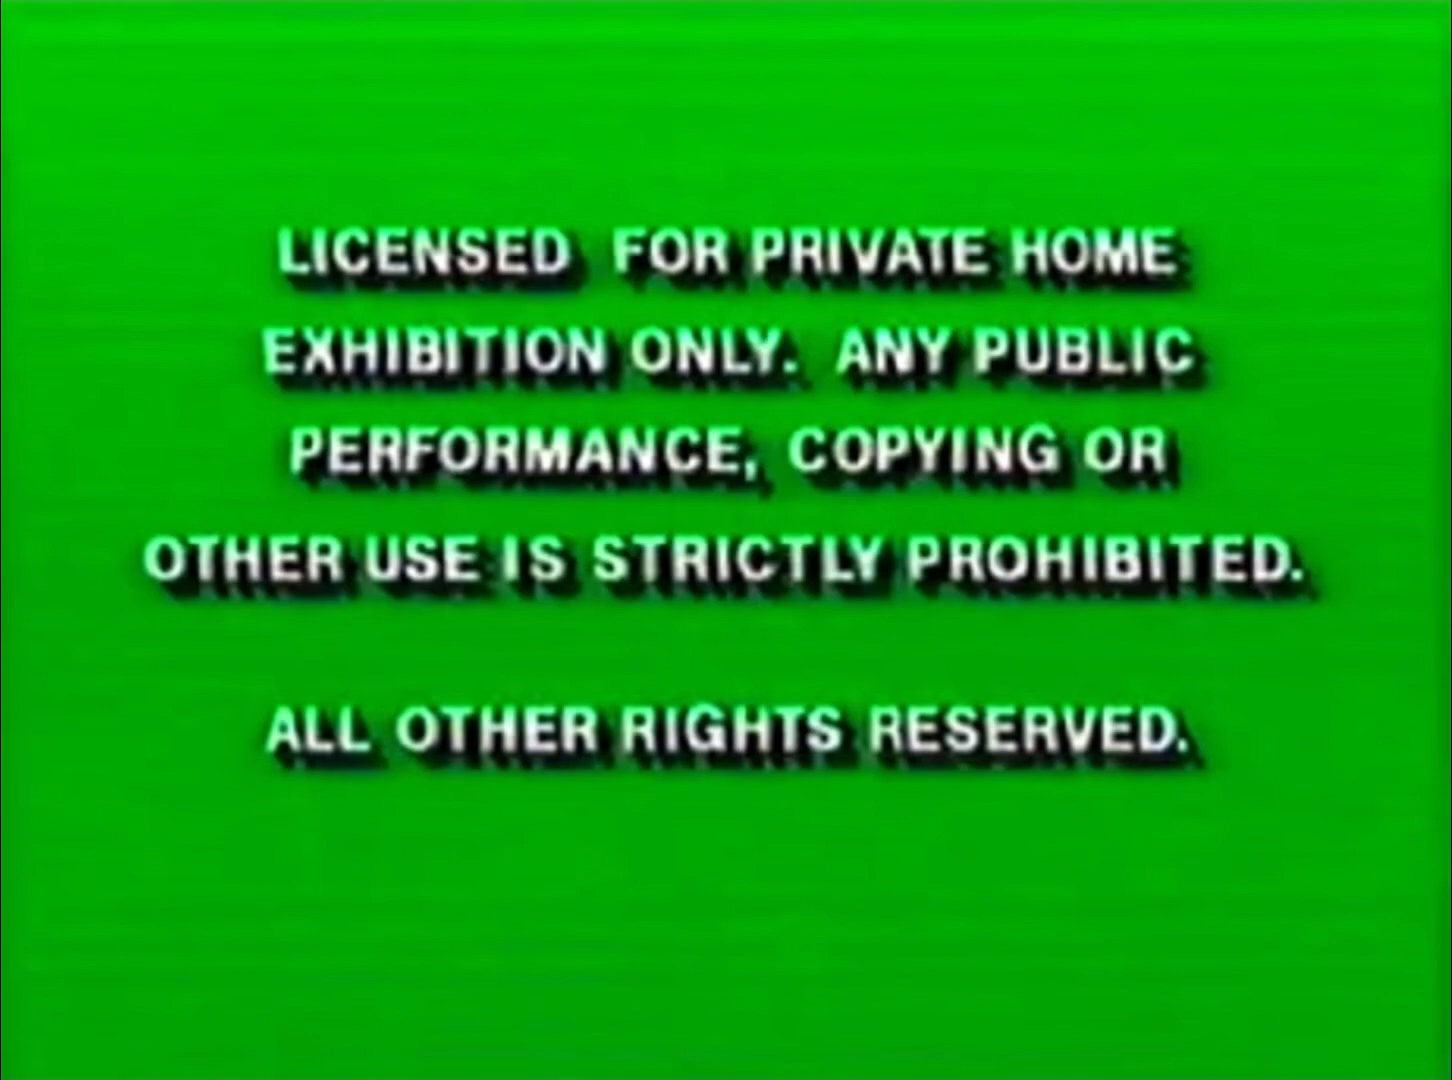 LICENSED FOR PRIVATE HOME
EXHIBITION ONLY. ANY PUBLIC
PERFORMANCE, COPYING OR
OTHER USE IS STRICTLY PROHIBITED.
ALL OTHER RIGHTS RESERVED.